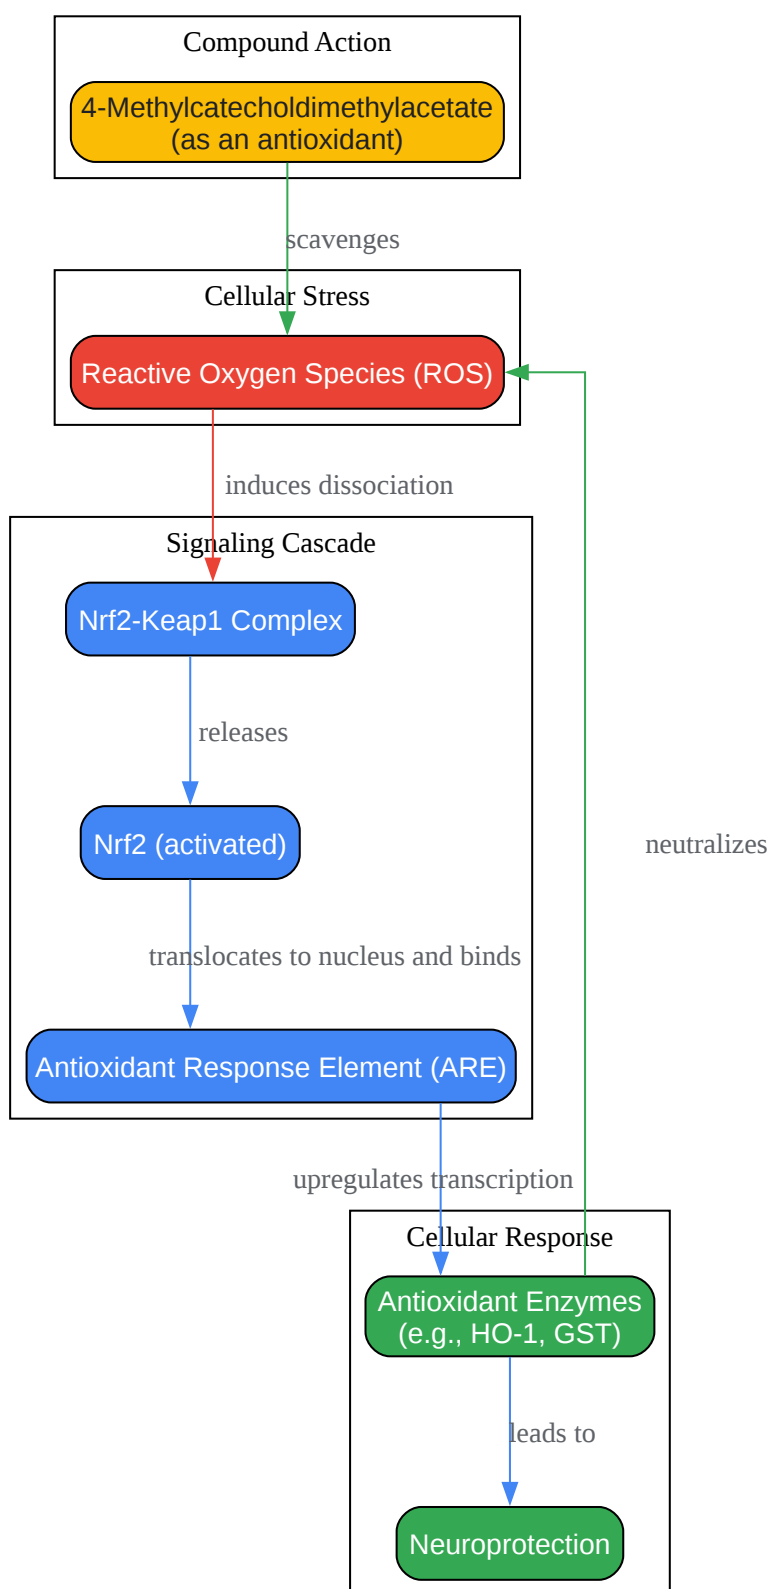 Compound Action
4-Methylcatecholdimethylacetate
(as an antioxidant)
scavenges
Cellular Stress
Reactive Oxygen Species (ROS)
induces dissociation
Signaling Cascade
Nrf2-Keap1 Complex
releases
Nrf2 (activated)
neutralizes
translocates to nucleus and binds
Antioxidant Response Element (ARE)
upregulates transcription
Cellular Response
Antioxidant Enzymes
(e.g., HO-1, GST)
leads to
Neuroprotection